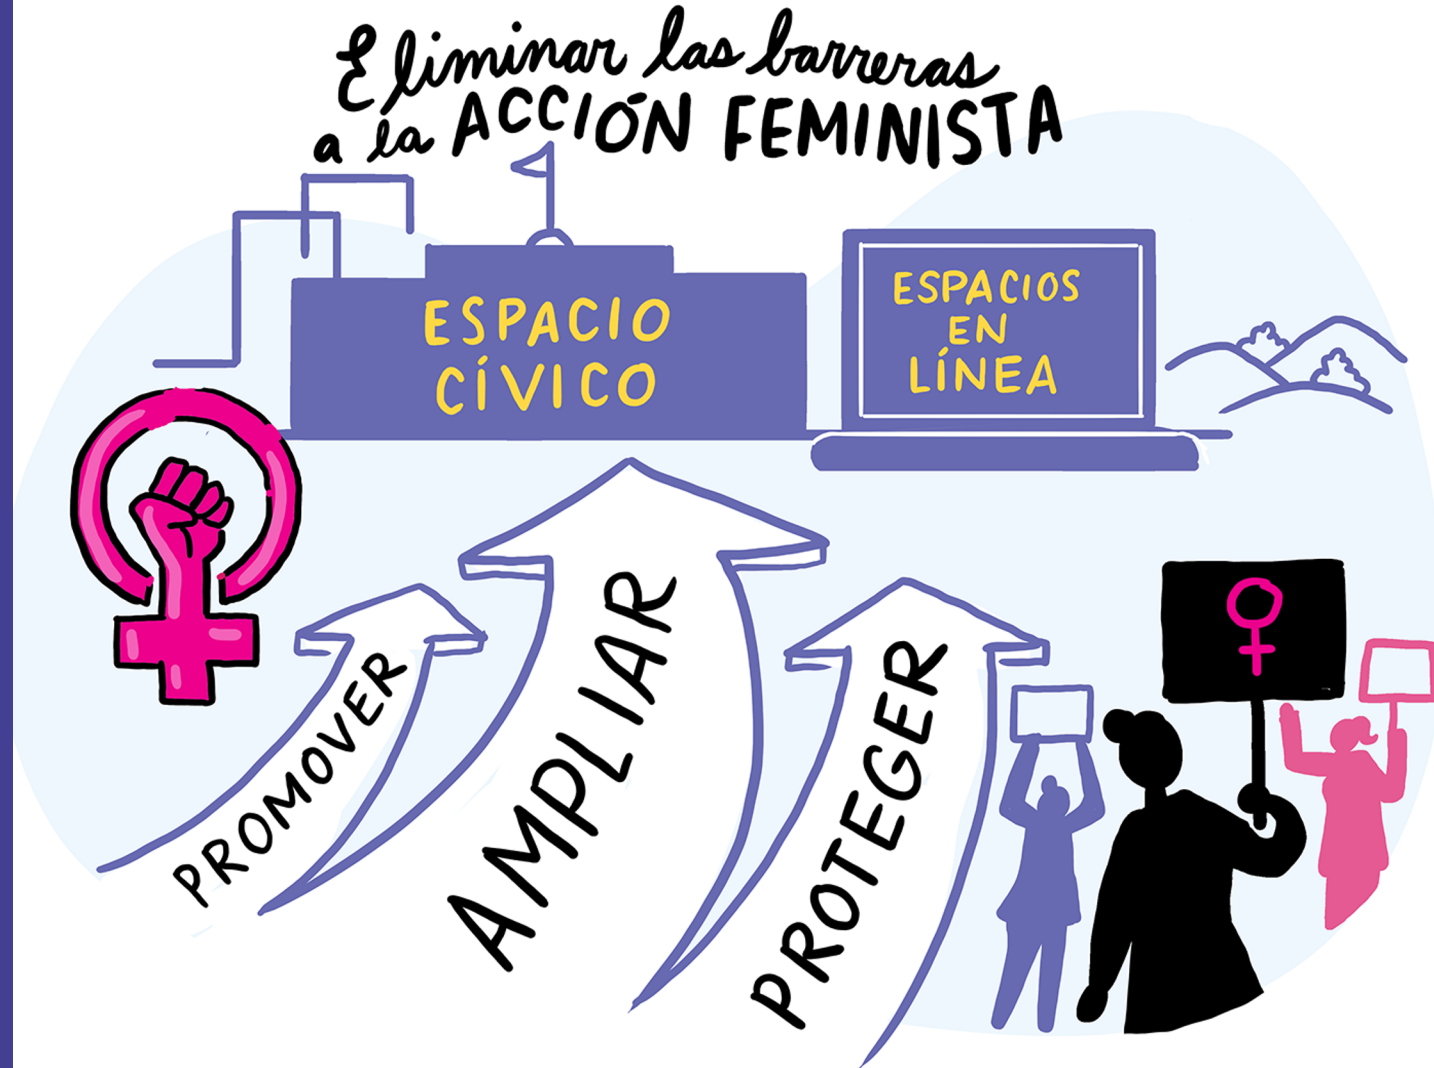 Eliminar las barreras
a la ACCIÓN FEMINISTA
ESPACIO
CÍVICO
ESPACIOS
EN
LÍNEA
PROMOVER
AMPLIAR
PROTEGER